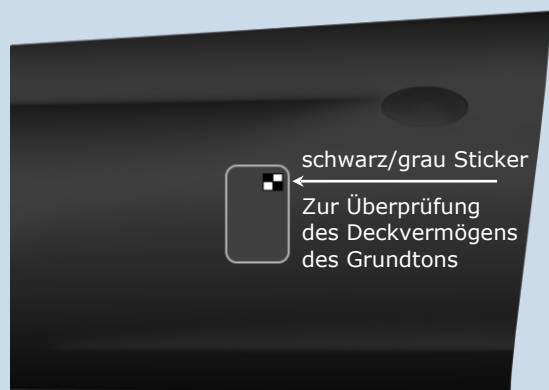 schwarz/grau Sticker
Zur Überprüfung
des Deckvermögens
des Grundtons